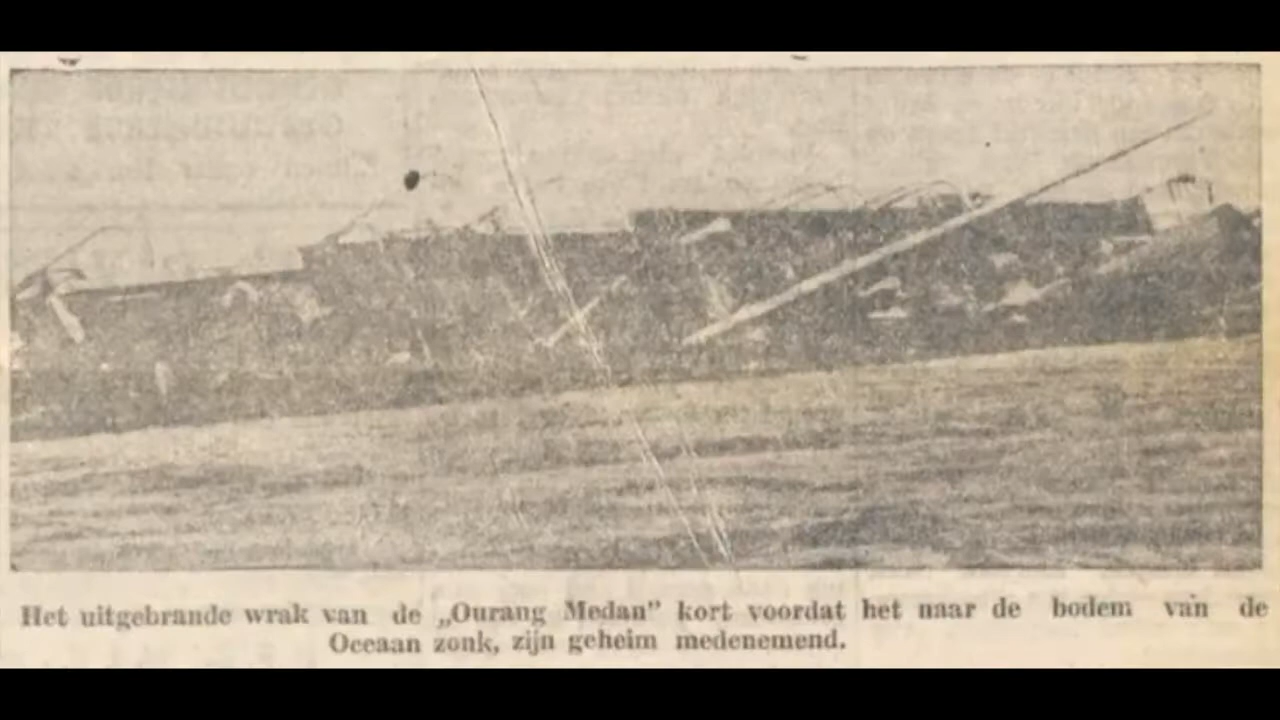 Het uitgebrande wrak van de „Ourang Medan” kort voordat het naar de bodem van de
Oceaan zonk, zijn geheim medenemend.